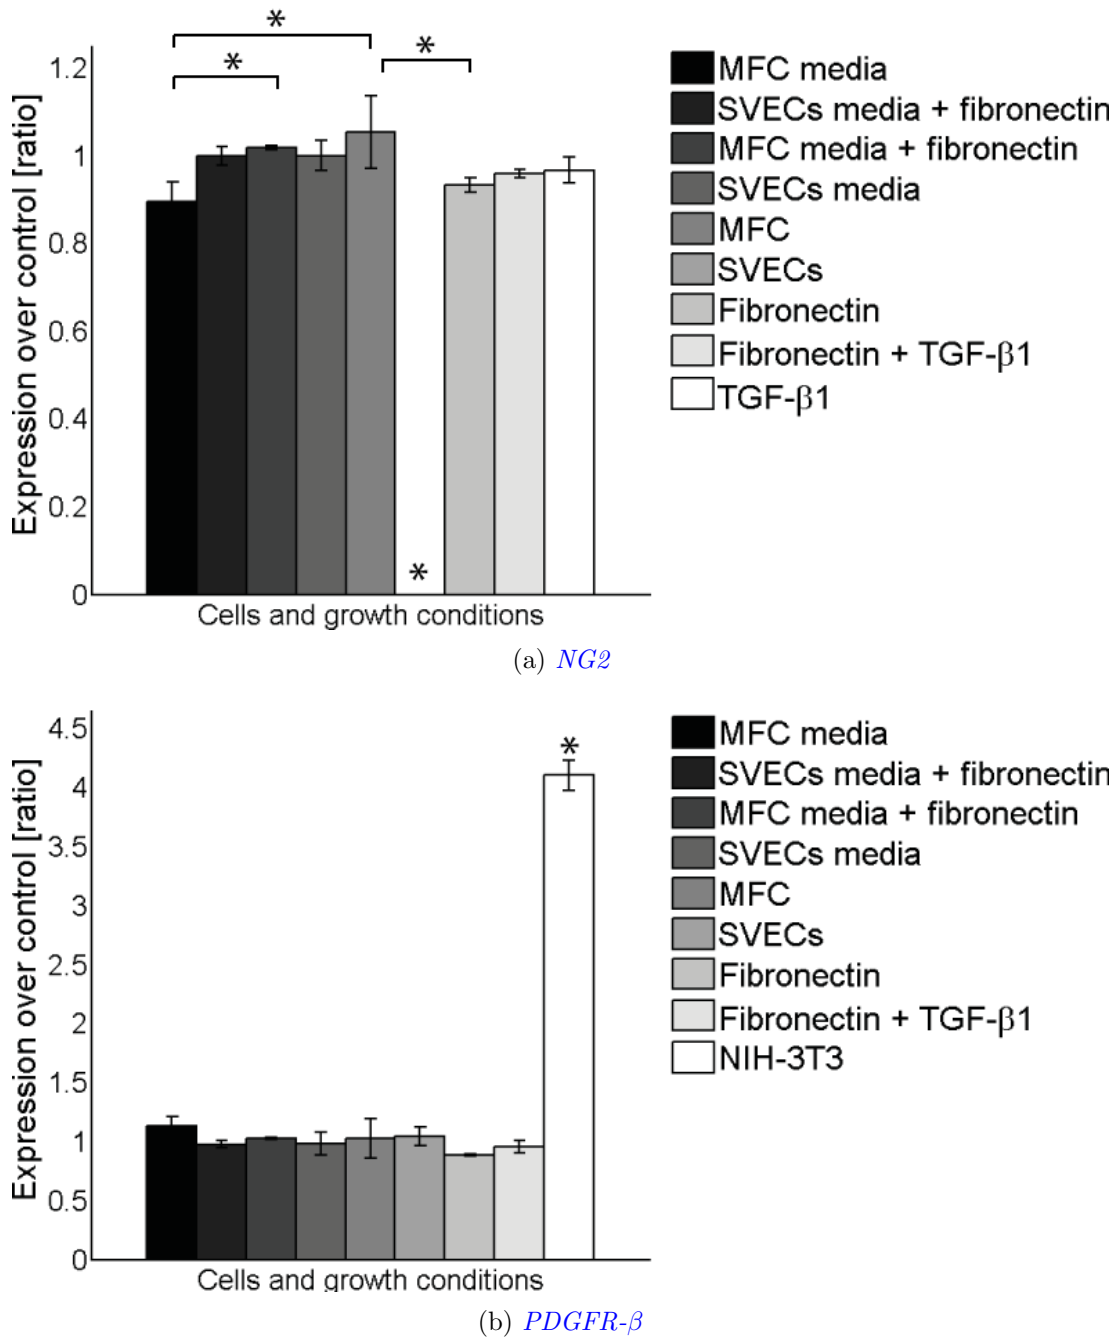 *
*
*
1.2
1
0.8
0.6
0.4
0.2
0
Expression over control [ratio]
*
Cells and growth conditions
MFC media
SVECs media + fibronectin
MFC media + fibronectin
SVECs media
MFC
SVECs
Fibronectin
Fibronectin + TGF-β1
TGF-β1
(a) NG2
4.5
4
3.5
3
2.5
2
1.5
1
0.5
0
Expression over control [ratio]
*
Cells and growth conditions
MFC media
SVECs media + fibronectin
MFC media + fibronectin
SVECs media
MFC
SVECs
Fibronectin
Fibronectin + TGF-β1
NIH-3T3
(b) PDGFR-β